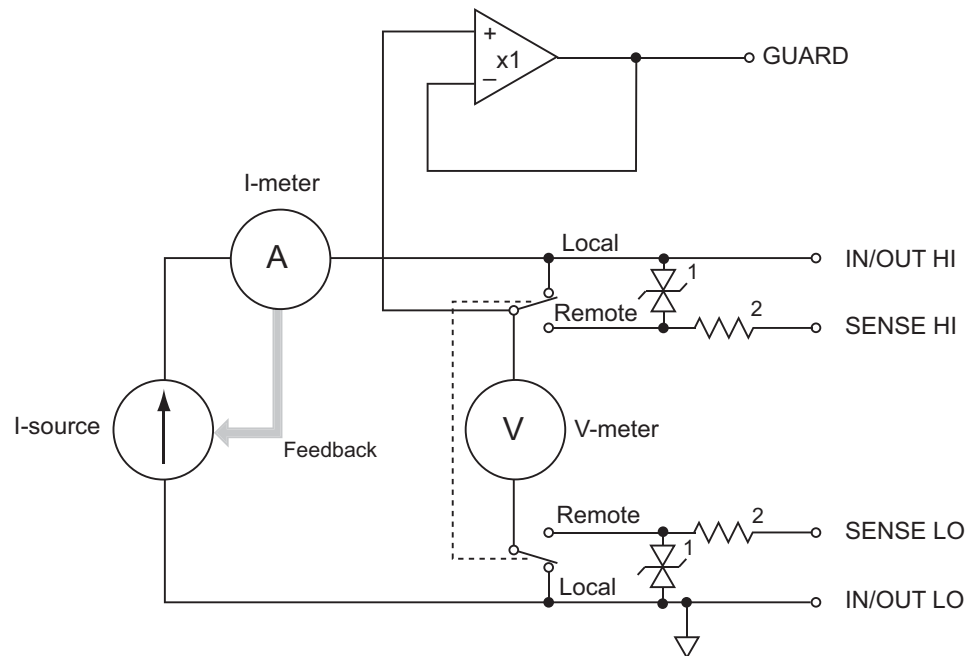 +
x1
–
GUARD
I-meter
A
Local
1
IN/OUT HI
Remote
2
SENSE HI
I-source
Feedback
V
V-meter
Remote
2
SENSE LO
1
Local
IN/OUT LO